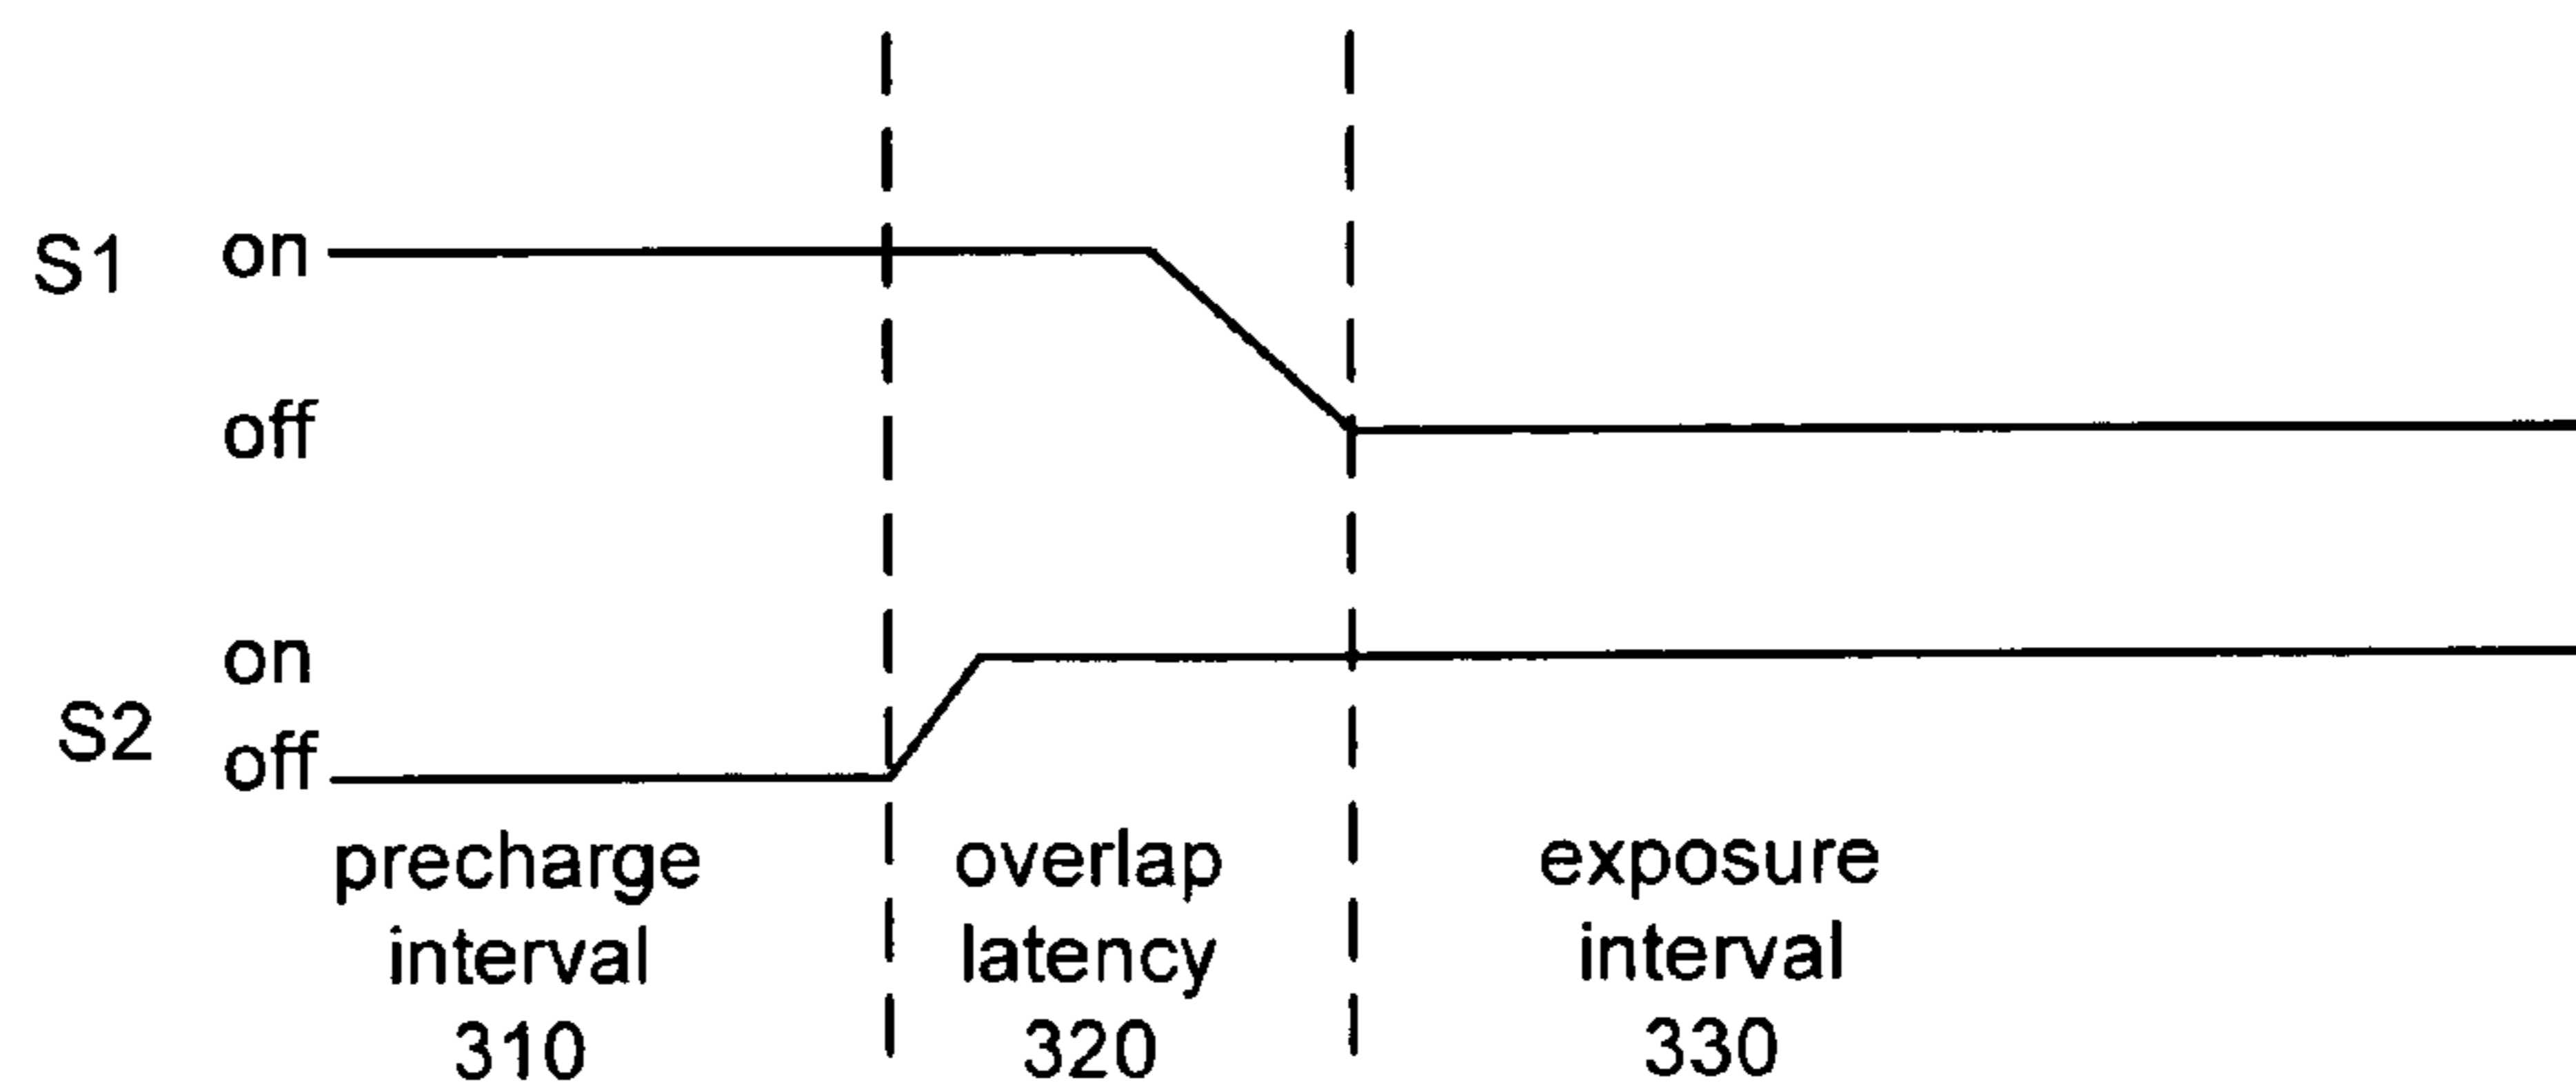 S1 on
off
on
S2
off
precharge
interval
310
overlap
latency
320
exposure
interval
330